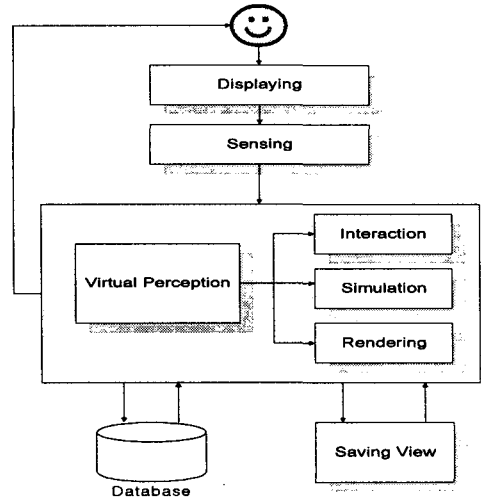 Displaying
Sensing
Interaction
Virtual Perception
Simulation
Rendering
Saving View
Database